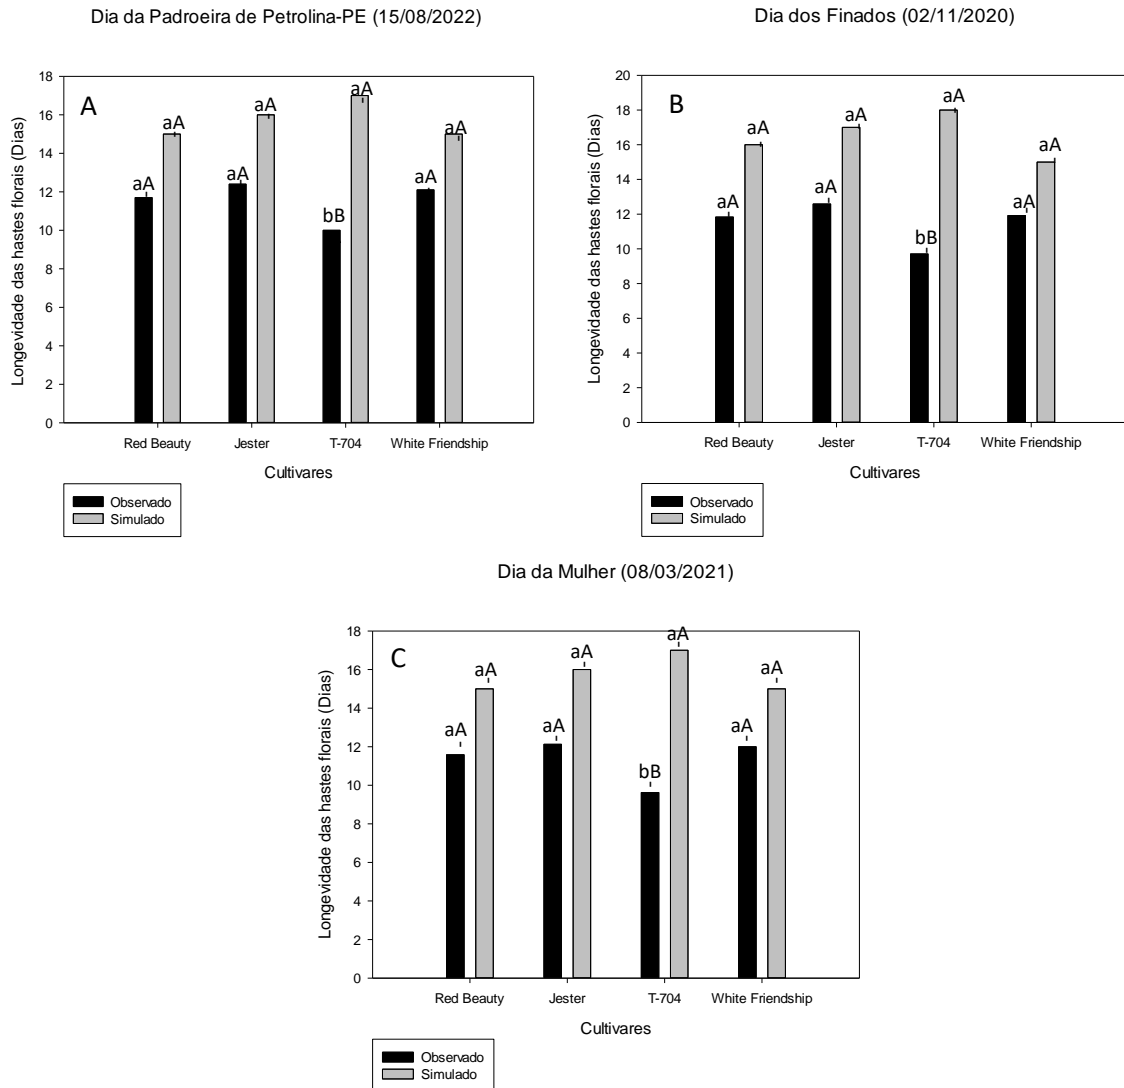 Dia da Padroeira de Petrolina-PE (15/08/2022)
A
Longevidade das hastes florais (Dias)
18
16
14
12
10
8
6
4
2
0
aA
aA
aA
aA
aA
aA
bB
aA
Red Beauty
Jester
T-704
White Friendship
Cultivares
Observado
Simulado
Dia dos Finados (02/11/2020)
B
Longevidade das hastes florais (Dias)
20
18
16
14
12
10
8
6
4
2
0
aA
aA
aA
aA
aA
aA
bB
aA
Red Beauty
Jester
T-704
White Friendship
Cultivares
Observado
Simulado
Dia da Mulher (08/03/2021)
C
Longevidade das hastes florais (Dias)
18
16
14
12
10
8
6
4
2
0
aA
aA
aA
aA
aA
aA
bB
aA
Red Beauty
Jester
T-704
White Friendship
Cultivares
Observado
Simulado